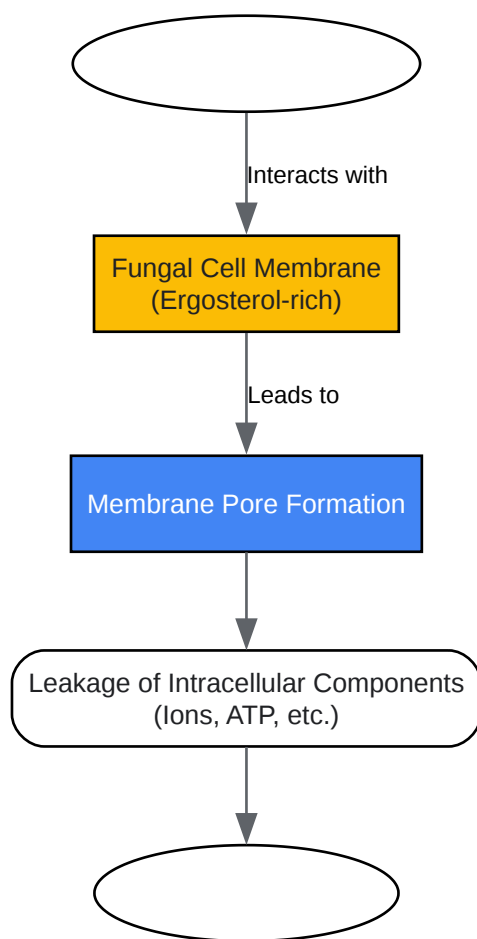 Interacts with
Fungal Cell Membrane
(Ergosterol-rich)
Leads to
Membrane Pore Formation
Leakage of Intracellular Components
(Ions, ATP, etc.)